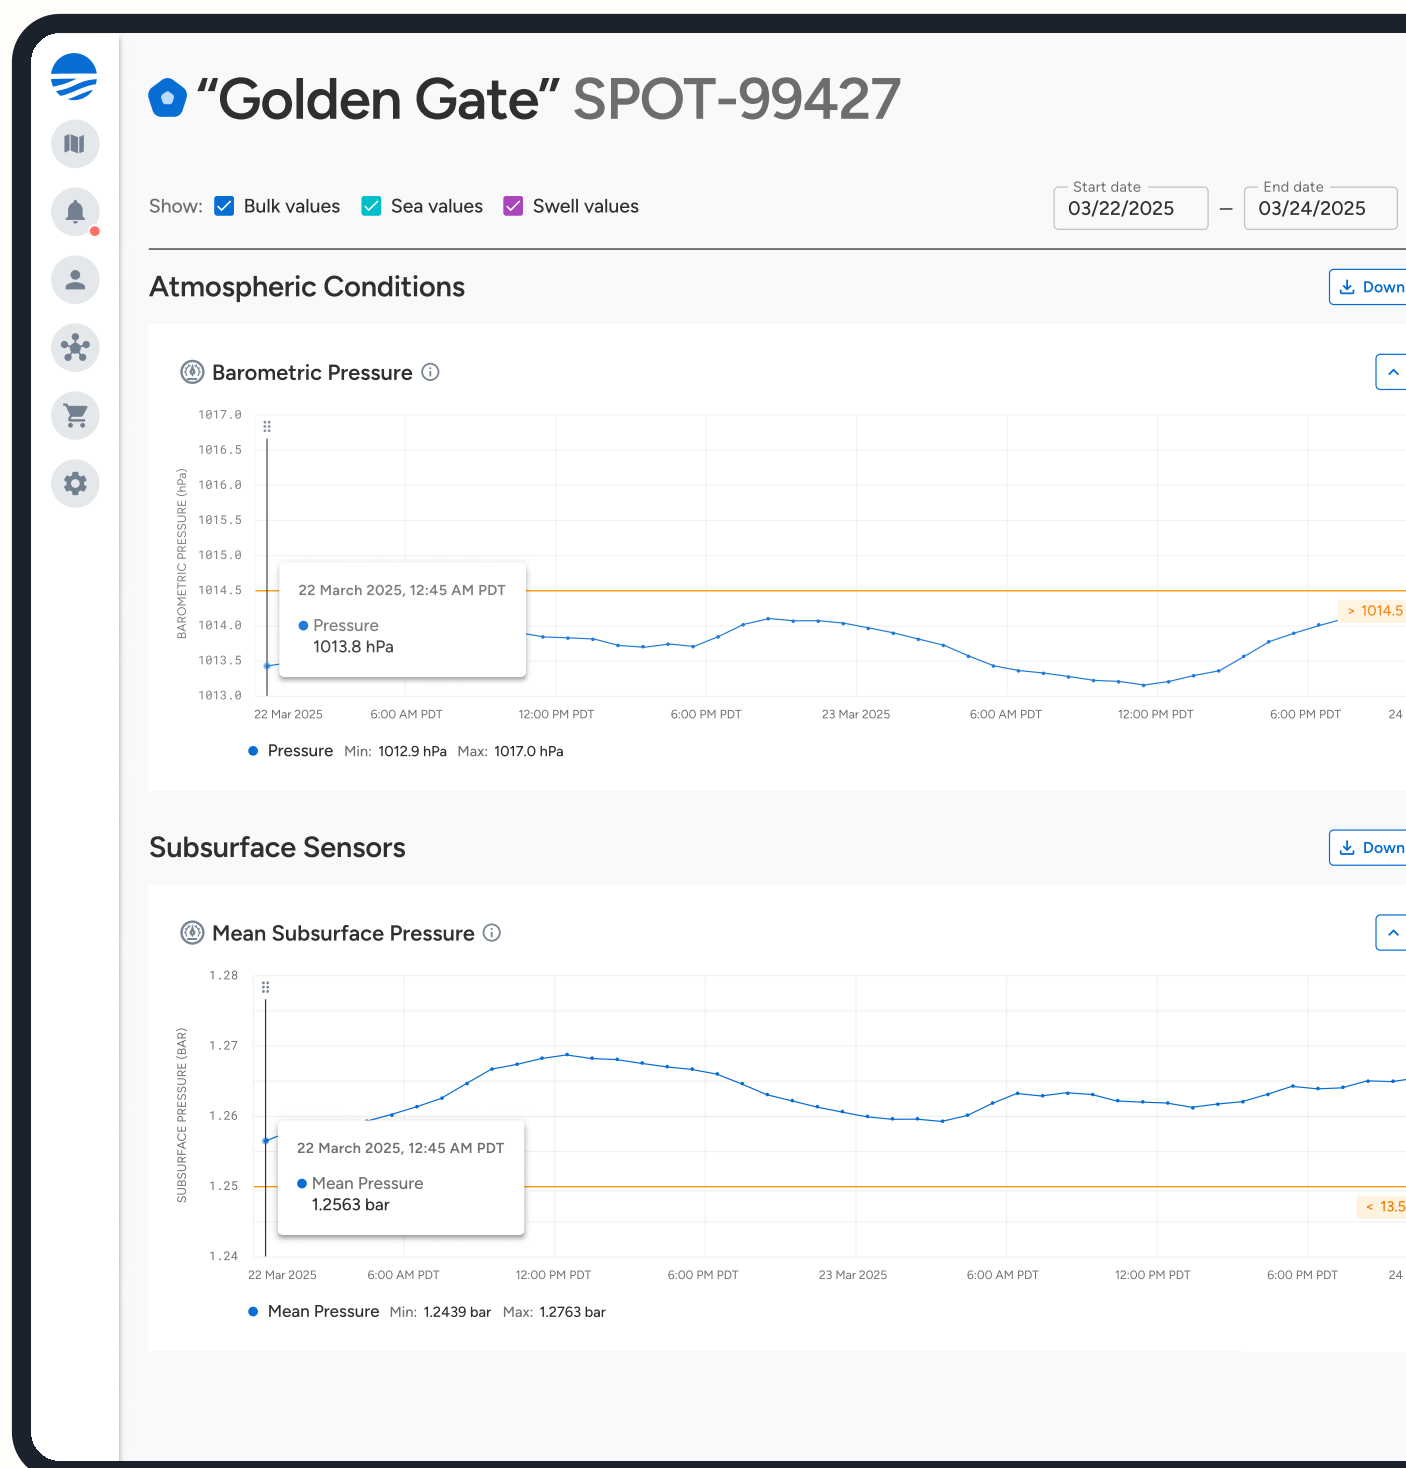 “Golden Gate” SPOT-99427
Show: Bulk values Sea values Swell values
Start date
03/22/2025
–
End date
03/24/2025
Atmospheric Conditions
Down
Barometric Pressure
BAROMETRIC PRESSURE (hPa)
1017.0
1016.5
1016.0
1015.5
1015.0
1014.5
1014.0
1013.5
1013.0
22 March 2025, 12:45 AM PDT
Pressure
1013.8 hPa
> 1014.5
22 Mar 2025 6:00 AM PDT 12:00 PM PDT 6:00 PM PDT 23 Mar 2025 6:00 AM PDT 12:00 PM PDT 6:00 PM PDT 24
Pressure Min: 1012.9 hPa Max: 1017.0 hPa
Subsurface Sensors
Down
Mean Subsurface Pressure
SUBSURFACE PRESSURE (BAR)
1.28
1.27
1.26
1.25
1.24
22 March 2025, 12:45 AM PDT
Mean Pressure
1.2563 bar
< 13.5
22 Mar 2025 6:00 AM PDT 12:00 PM PDT 6:00 PM PDT 23 Mar 2025 6:00 AM PDT 12:00 PM PDT 6:00 PM PDT 24
Mean Pressure Min: 1.2439 bar Max: 1.2763 bar